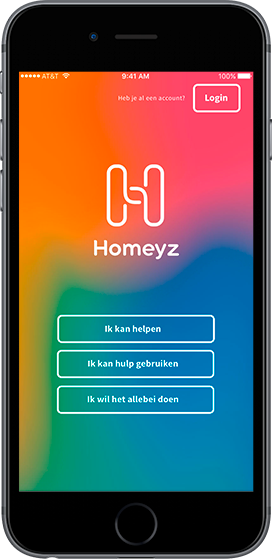 AT&T 9:41 AM 100%
Heb je al een account? Login
Homeyz
Ik kan helpen
Ik kan hulp gebruiken
Ik wil het allebei doen